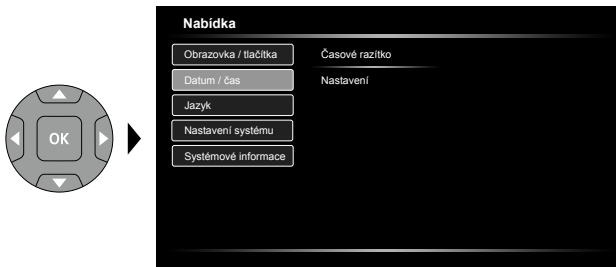 Nabídka
Obrazovka / tlačítka
Časové razítko
Datum / čas
Nastavení
Jazyk
Nastavení systému
Systémové informace
OK